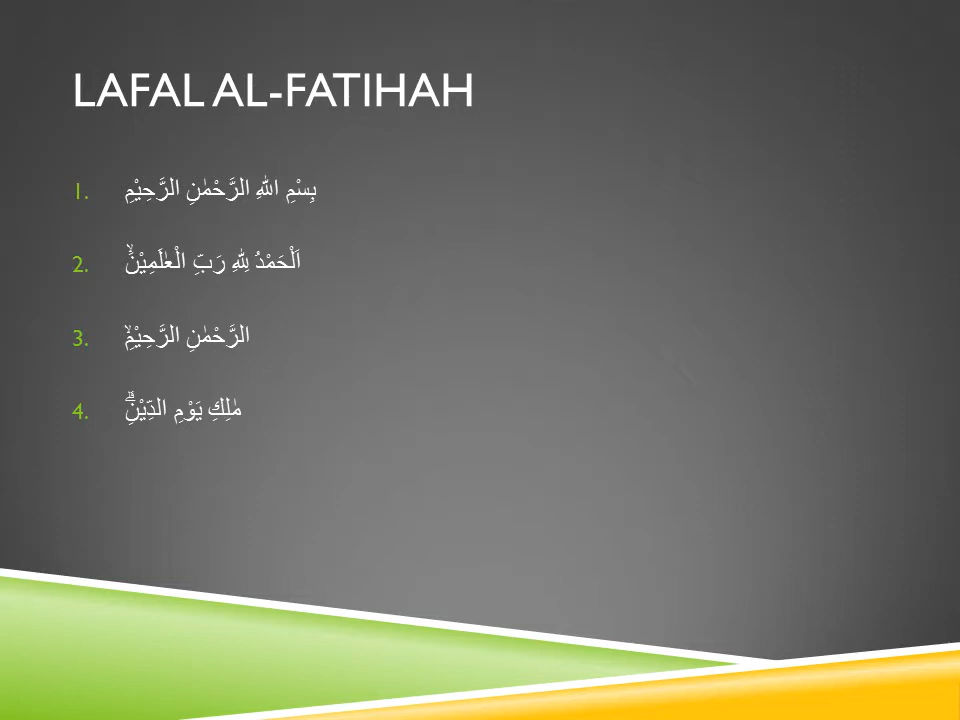 LAFAL AL-FATIHAH
1. بِسْمِ اللّٰهِ الرَّحْمٰنِ الرَّحِيْمِ
2. اَلْحَمْدُ لِلّٰهِ رَبِّ الْعٰلَمِيْنَۙ
3. الرَّحْمٰنِ الرَّحِيْمِۙ
4. مٰلِكِ يَوْمِ الدِّيْنِۗ